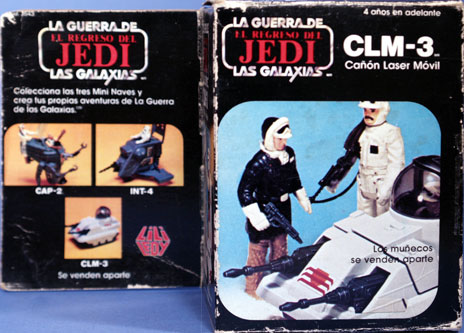 LA GUERRA DE
EL REGRESO DEL
JEDI
LAS GALAXIAS
Colecciona las tres Mini Naves y
crea tus propias aventuras de La Guerra
de las Galaxias.
CAP-2
INT-4
CLM-3
LILI
LEDY
Se venden aparte
LA GUERRA DE
EL REGRESO DEL
JEDI
LAS GALAXIAS
4 años en adelante
CLM-3
Cañón Laser Móvil
Los muñecos
se venden aparte